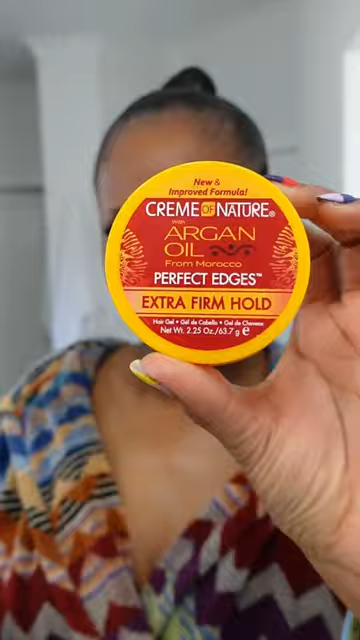 New &
Improved Formula!
CREME OF NATURE®
with
ARGAN
OIL
From Morocco
PERFECT EDGES™
EXTRA FIRM HOLD
Hair Gel • Gel de Cabello • Gel de Cheveux
Net Wt. 2.25 Oz./63.7 g ℮